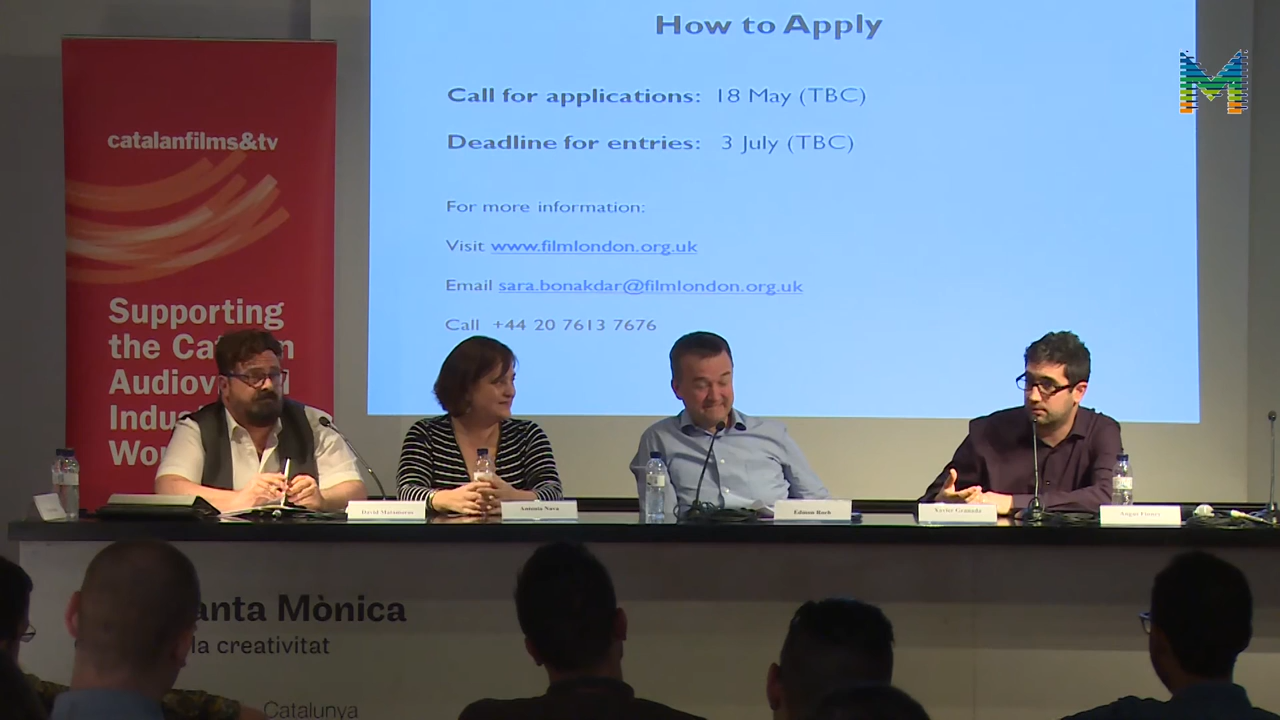 How to Apply
Call for applications: 18 May (TBC)
Deadline for entries: 3 July (TBC)
For more information:
Visit www.filmlondon.org.uk
Email sara.bonakdar@filmlondon.org.uk
Call +44 20 7613 7676
M
catalanfilms&tv
Supporting
the Ca n
Audiov l
Indus
Wo
David Matamoros
Antonia Nava
Edmon Roch
Xavier Granada
anta Mònica
la creativitat
Catalunya